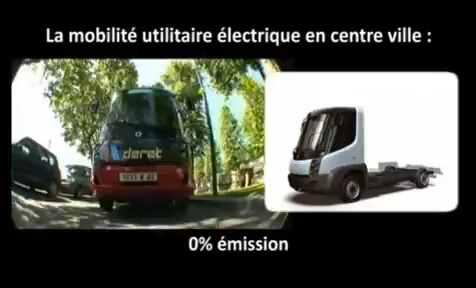 La mobilité utilitaire électrique en centre ville :
deret
0% émission